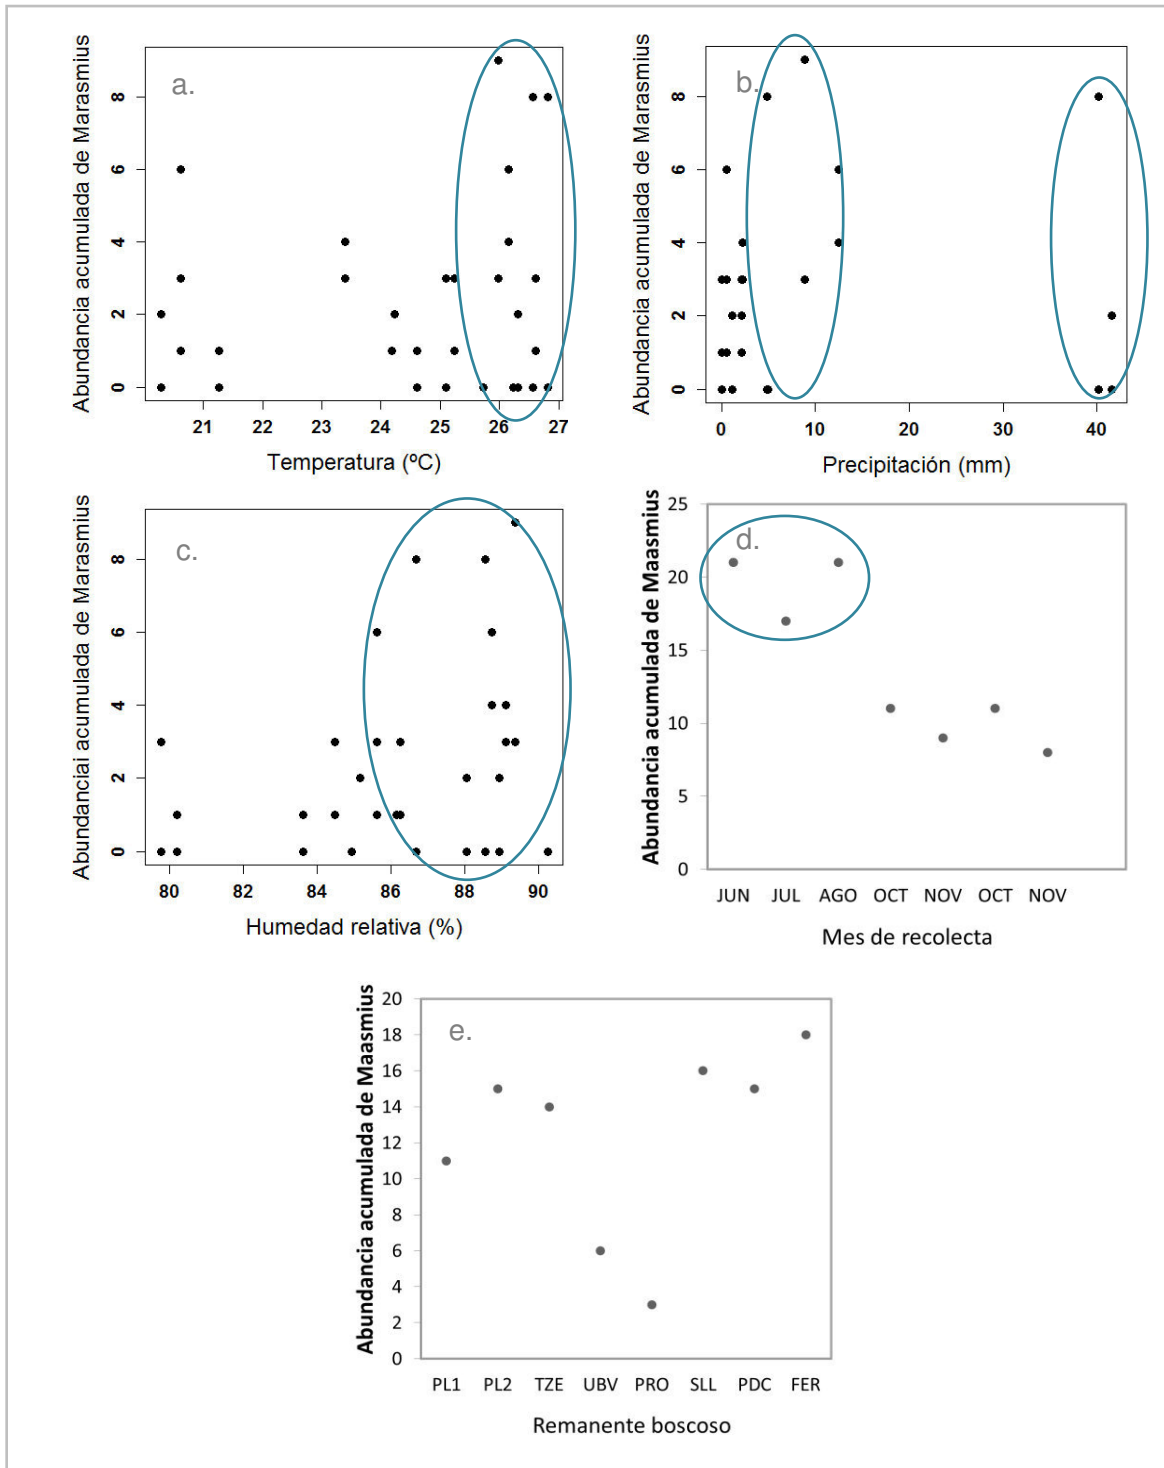 a.
Abundancia acumulada de Marasmius
8
6
4
2
0
21 22 23 24 25 26 27
Temperatura (ºC)
b.
Abundancia acumulada de Marasmius
8
6
4
2
0
0 10 20 30 40
Precipitación (mm)
c.
Abundanciai acumulada de Marasmius
8
6
4
2
0
80 82 84 86 88 90
Humedad relativa (%)
d.
Abundancia acumulada de Maasmius
25
20
15
10
5
0
JUN JUL AGO OCT NOV OCT NOV
Mes de recolecta
e.
Abundancia acumulada de Maasmius
20
18
16
14
12
10
8
6
4
2
0
PL1 PL2 TZE UBV PRO SLL PDC FER
Remanente boscoso